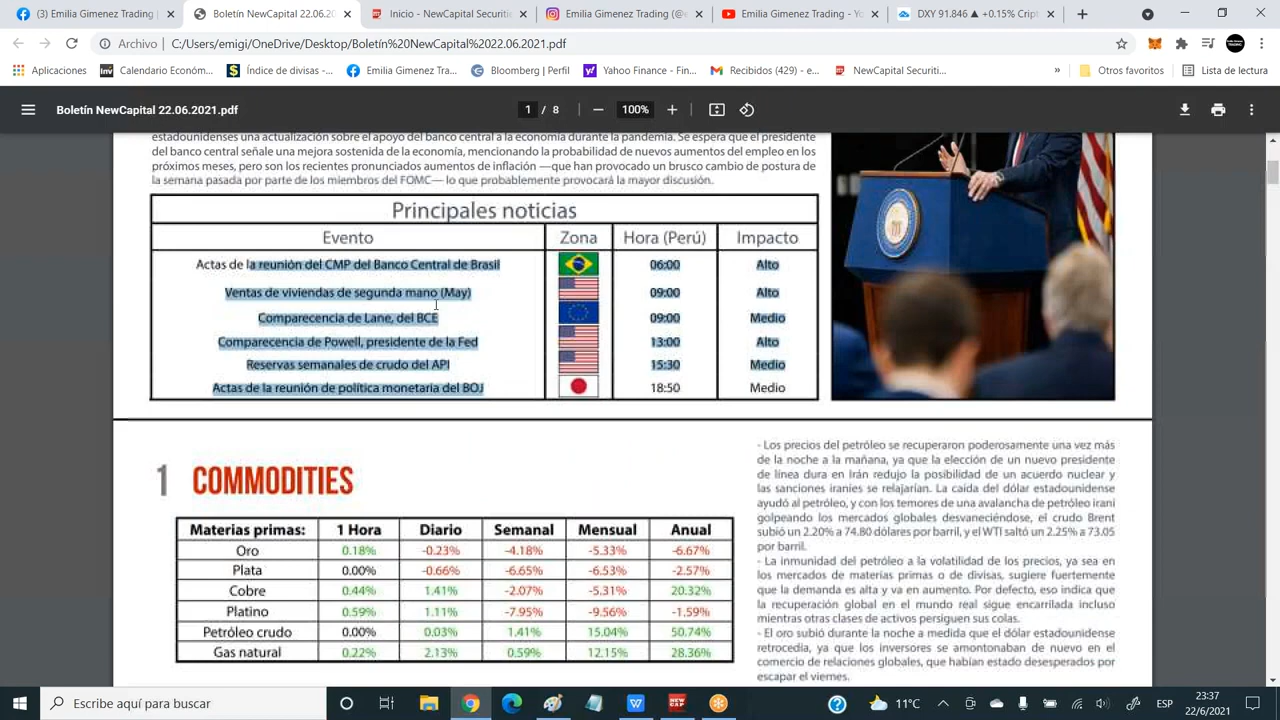 (3) Emilia Gimenez Trading |
Boletín NewCapital 22.06.20
Inicio - NewCapital Securitie
Emilia Gimenez Trading (@e
Emilia Gimenez Trading - Yo
DXY 91.846 ▲ +0.15% Cript
Archivo | C:/Users/emigi/OneDrive/Desktop/Boletín%20NewCapital%2022.06.2021.pdf
Aplicaciones
Calendario Económ...
Índice de divisas -...
Emilia Gimenez Tra...
Bloomberg | Perfil
Yahoo Finance - Fin...
Recibidos (429) - e...
NewCapital Securiti...
»
Otros favoritos
Lista de lectura
Boletín NewCapital 22.06.2021.pdf
1 / 8
100%
estadounidenses una actualización sobre el apoyo del banco central a la economía durante la pandemia. Se espera que el presidente
del banco central señale una mejora sostenida de la economía, mencionando la probabilidad de nuevos aumentos del empleo en los
próximos meses, pero son los recientes pronunciados aumentos de inflación —que han provocado un brusco cambio de postura de
la semana pasada por parte de los miembros del FOMC— lo que probablemente provocará la mayor discusión.
Principales noticias
Evento Zona Hora (Perú) Impacto
Actas de la reunión del CMP del Banco Central de Brasil 06:00 Alto
Ventas de viviendas de segunda mano (May) 09:00 Alto
Comparecencia de Lane, del BCE 09:00 Medio
Comparecencia de Powell, presidente de la Fed 13:00 Alto
Reservas semanales de crudo del API 15:30 Medio
Actas de la reunión de política monetaria del BOJ 18:50 Medio
1 COMMODITIES
Materias primas: 1 Hora Diario Semanal Mensual Anual
Oro 0.18% -0.23% -4.18% -5.33% -6.67%
Plata 0.00% -0.66% -6.65% -6.53% -2.57%
Cobre 0.44% 1.41% -2.07% -5.31% 20.32%
Platino 0.59% 1.11% -7.95% -9.56% -1.59%
Petróleo crudo 0.00% 0.03% 1.41% 15.04% 50.74%
Gas natural 0.22% 2.13% 0.59% 12.15% 28.36%
- Los precios del petróleo se recuperaron poderosamente una vez más
de la noche a la mañana, ya que la elección de un nuevo presidente
de línea dura en Irán redujo la posibilidad de un acuerdo nuclear y
las sanciones iraníes se relajarían. La caída del dólar estadounidense
ayudó al petróleo, y con los temores de una avalancha de petróleo iraní
golpeando los mercados globales desvaneciéndose, el crudo Brent
subió un 2.20% a 74.80 dólares por barril, y el WTI saltó un 2.25% a 73.05
por barril.
- La inmunidad del petróleo a la volatilidad de los precios, ya sea en
los mercados de materias primas o de divisas, sugiere fuertemente
que la demanda es alta y va en aumento. Por defecto, eso indica que
la recuperación global en el mundo real sigue encarrilada incluso
mientras otras clases de activos persiguen sus colas.
- El oro subió durante la noche a medida que el dólar estadounidense
retrocedía, ya que los inversores se amontonaban de nuevo en el
comercio de relaciones globales, que habían estado desesperados por
escapar el viernes.
Escribe aquí para buscar
11°C
ESP
23:37
22/6/2021